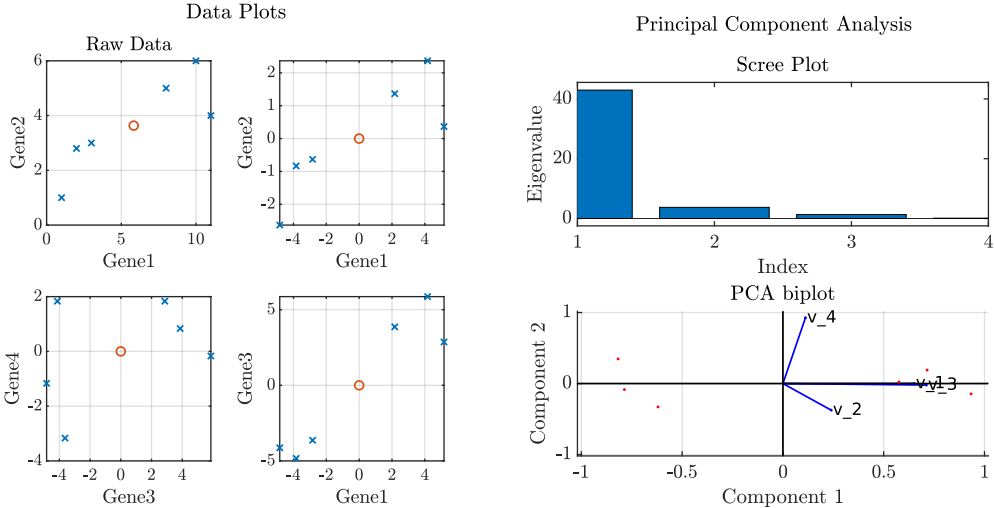 Data Plots
Raw Data
6
4
2
0
Gene2
0
5
10
Gene1
2
1
0
-1
-2
Gene2
-4
-2
0
2
4
Gene1
2
0
-2
-4
Gene4
-4
-2
0
2
4
Gene3
5
0
-5
Gene3
-4
-2
0
2
4
Gene1
Principal Component Analysis
Scree Plot
40
20
0
Eigenvalue
1
2
3
4
Index
PCA biplot
1
0
-1
Component 2
v_4
v_1
v_3
v_2
-1
-0.5
0
0.5
1
Component 1